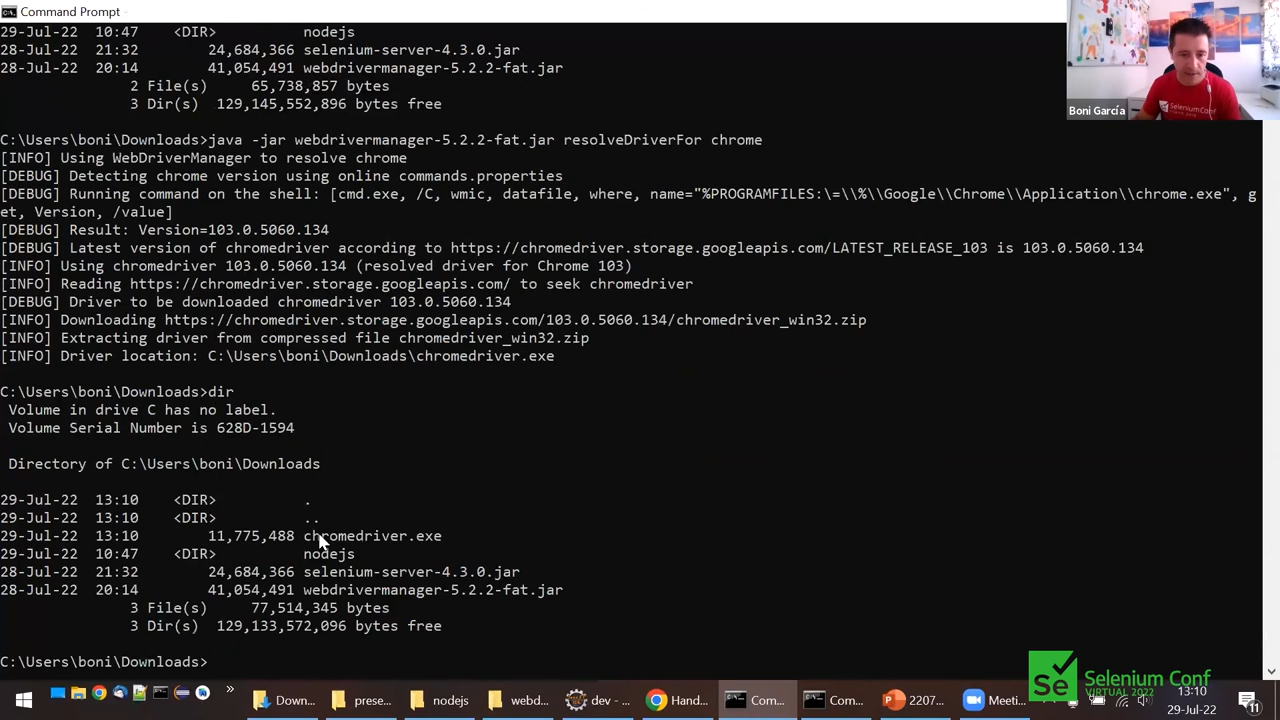 Command Prompt
29-Jul-22  10:47    <DIR>          nodejs
28-Jul-22  21:32        24,684,366 selenium-server-4.3.0.jar
28-Jul-22  20:14        41,054,491 webdrivermanager-5.2.2-fat.jar
2 File(s)     65,738,857 bytes
3 Dir(s)  129,145,552,896 bytes free
C:\Users\boni\Downloads>java -jar webdrivermanager-5.2.2-fat.jar resolveDriverFor chrome
[INFO] Using WebDriverManager to resolve chrome
[DEBUG] Detecting chrome version using online commands.properties
[DEBUG] Running command on the shell: [cmd.exe, /C, wmic, datafile, where, name="%PROGRAMFILES:\=\\%\\Google\\Chrome\\Application\\chrome.exe", g
et, Version, /value]
[DEBUG] Result: Version=103.0.5060.134
[DEBUG] Latest version of chromedriver according to https://chromedriver.storage.googleapis.com/LATEST_RELEASE_103 is 103.0.5060.134
[INFO] Using chromedriver 103.0.5060.134 (resolved driver for Chrome 103)
[INFO] Reading https://chromedriver.storage.googleapis.com/ to seek chromedriver
[DEBUG] Driver to be downloaded chromedriver 103.0.5060.134
[INFO] Downloading https://chromedriver.storage.googleapis.com/103.0.5060.134/chromedriver_win32.zip
[INFO] Extracting driver from compressed file chromedriver_win32.zip
[INFO] Driver location: C:\Users\boni\Downloads\chromedriver.exe
C:\Users\boni\Downloads>dir
Volume in drive C has no label.
Volume Serial Number is 628D-1594
Directory of C:\Users\boni\Downloads
29-Jul-22  13:10    <DIR>          .
29-Jul-22  13:10    <DIR>          ..
29-Jul-22  13:10        11,775,488 chromedriver.exe
29-Jul-22  10:47    <DIR>          nodejs
28-Jul-22  21:32        24,684,366 selenium-server-4.3.0.jar
28-Jul-22  20:14        41,054,491 webdrivermanager-5.2.2-fat.jar
3 File(s)     77,514,345 bytes
3 Dir(s)  129,133,572,096 bytes free
C:\Users\boni\Downloads>
Boni García
SeleniumConf
Se Selenium Conf
VIRTUAL 2022
Down... prese... nodejs webd... dev - ... Hand... Com... Com... 2207... Meeti...
13:10
29-Jul-22
11